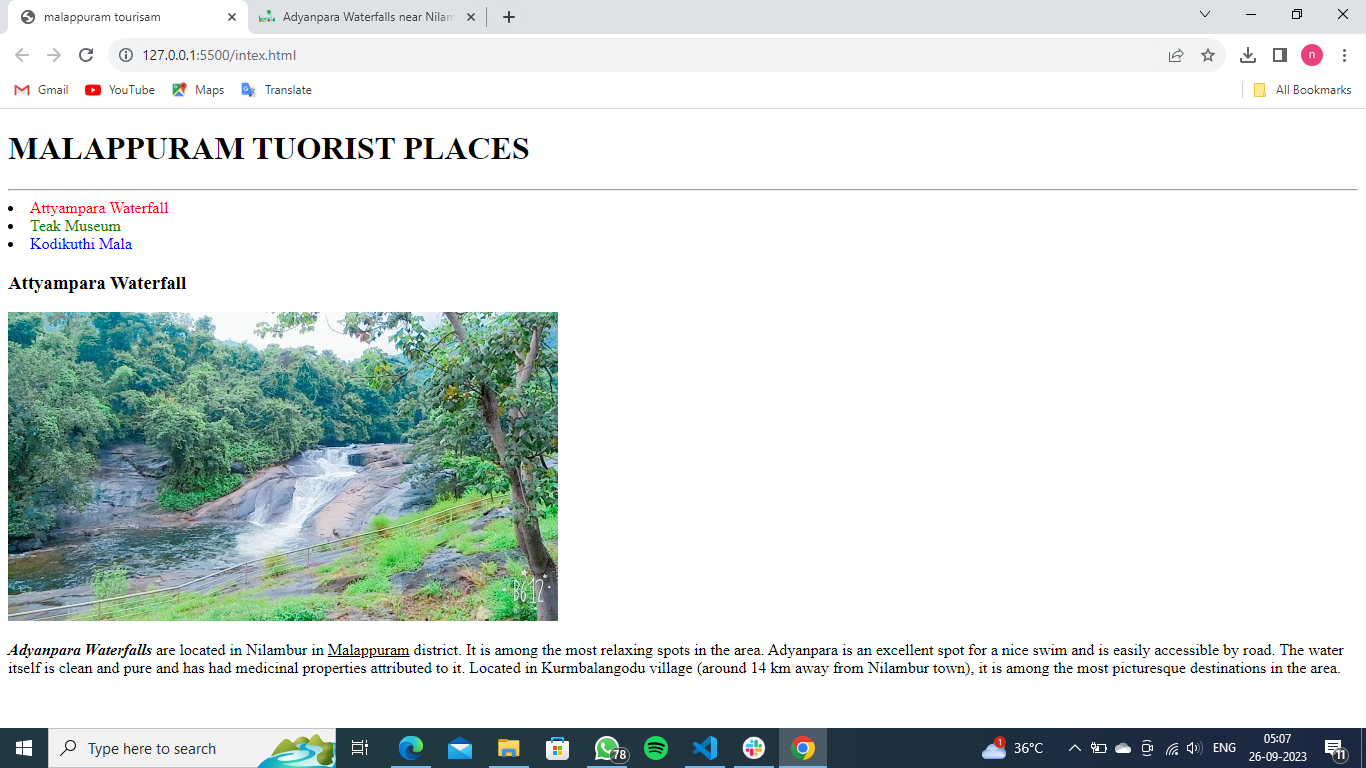 malappuram tourisam
Adyanpara Waterfalls near Nilam
127.0.0.1:5500/intex.html
n
Gmail
YouTube
Maps
Translate
All Bookmarks
MALAPPURAM TUORIST PLACES
Attyampara Waterfall
Teak Museum
Kodikuthi Mala
Attyampara Waterfall
B612
Adyanpara Waterfalls are located in Nilambur in Malappuram district. It is among the most relaxing spots in the area. Adyanpara is an excellent spot for a nice swim and is easily accessible by road. The water
itself is clean and pure and has had medicinal properties attributed to it. Located in Kurmbalangodu village (around 14 km away from Nilambur town), it is among the most picturesque destinations in the area.
Type here to search
78
1
36°C
ENG
05:07
26-09-2023
11